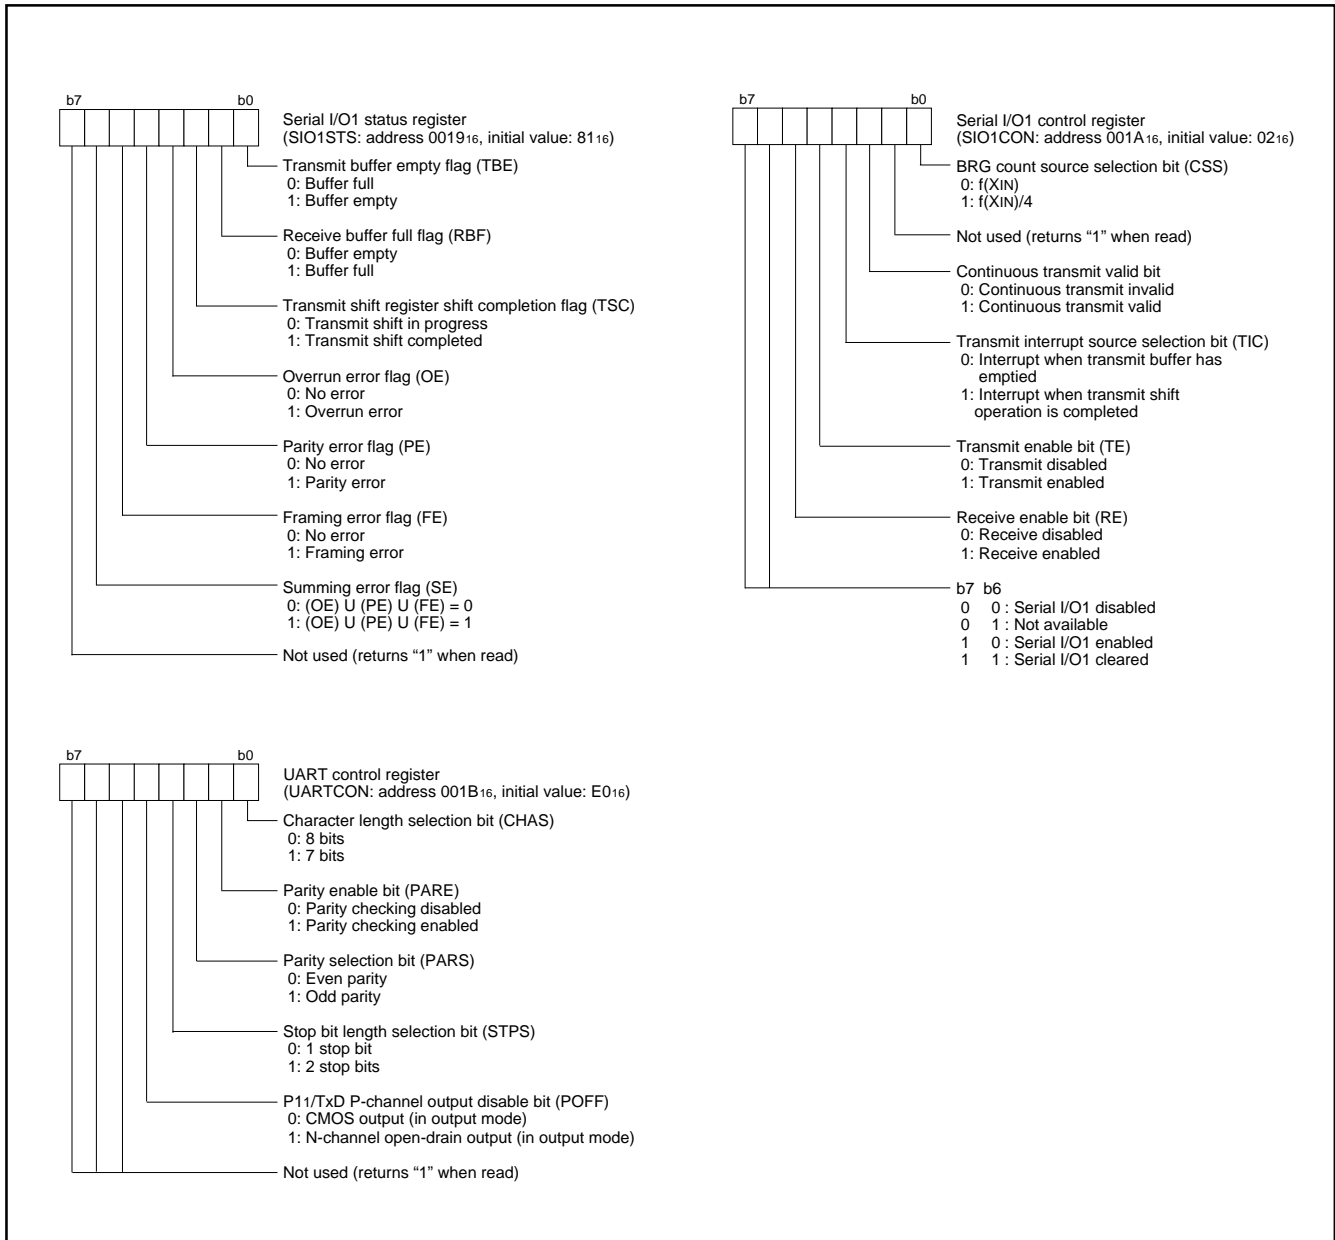 b7 b0
Serial I/O1 status register
(SIO1STS: address 001916, initial value: 8116)
Transmit buffer empty flag (TBE)
0: Buffer full
1: Buffer empty
Receive buffer full flag (RBF)
0: Buffer empty
1: Buffer full
Transmit shift register shift completion flag (TSC)
0: Transmit shift in progress
1: Transmit shift completed
Overrun error flag (OE)
0: No error
1: Overrun error
Parity error flag (PE)
0: No error
1: Parity error
Framing error flag (FE)
0: No error
1: Framing error
Summing error flag (SE)
0: (OE) U (PE) U (FE) = 0
1: (OE) U (PE) U (FE) = 1
Not used (returns “1” when read)
b7 b0
Serial I/O1 control register
(SIO1CON: address 001A16, initial value: 0216)
BRG count source selection bit (CSS)
0: f(XIN)
1: f(XIN)/4
Not used (returns “1” when read)
Continuous transmit valid bit
0: Continuous transmit invalid
1: Continuous transmit valid
Transmit interrupt source selection bit (TIC)
0: Interrupt when transmit buffer has
emptied
1: Interrupt when transmit shift
operation is completed
Transmit enable bit (TE)
0: Transmit disabled
1: Transmit enabled
Receive enable bit (RE)
0: Receive disabled
1: Receive enabled
b7 b6
0 0 : Serial I/O1 disabled
0 1 : Not available
1 0 : Serial I/O1 enabled
1 1 : Serial I/O1 cleared
b7 b0
UART control register
(UARTCON: address 001B16, initial value: E016)
Character length selection bit (CHAS)
0: 8 bits
1: 7 bits
Parity enable bit (PARE)
0: Parity checking disabled
1: Parity checking enabled
Parity selection bit (PARS)
0: Even parity
1: Odd parity
Stop bit length selection bit (STPS)
0: 1 stop bit
1: 2 stop bits
P11/TxD P-channel output disable bit (POFF)
0: CMOS output (in output mode)
1: N-channel open-drain output (in output mode)
Not used (returns “1” when read)